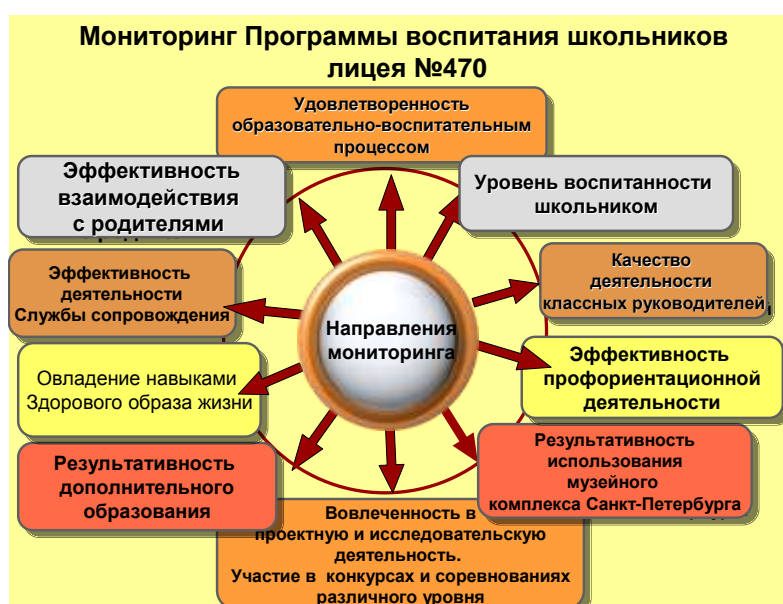 Мониторинг Программы воспитания школьников
лицея №470
Удовлетворенность
образовательно-воспитательным
процессом
Эффективность
взаимодействия
с родителями
Уровень воспитанности
школьником
Эффективность
деятельности
Службы сопровождения
Качество
деятельности
классных руководителей
Направления
мониторинга
Овладение навыками
Здорового образа жизни
Эффективность
профориентационной
деятельности
Результативность
дополнительного
образования
Результативность
использования
музейного
комплекса Санкт-Петербурга
Вовлеченность в
проектную и исследовательскую
деятельность.
Участие в конкурсах и соревнованиях
различного уровня